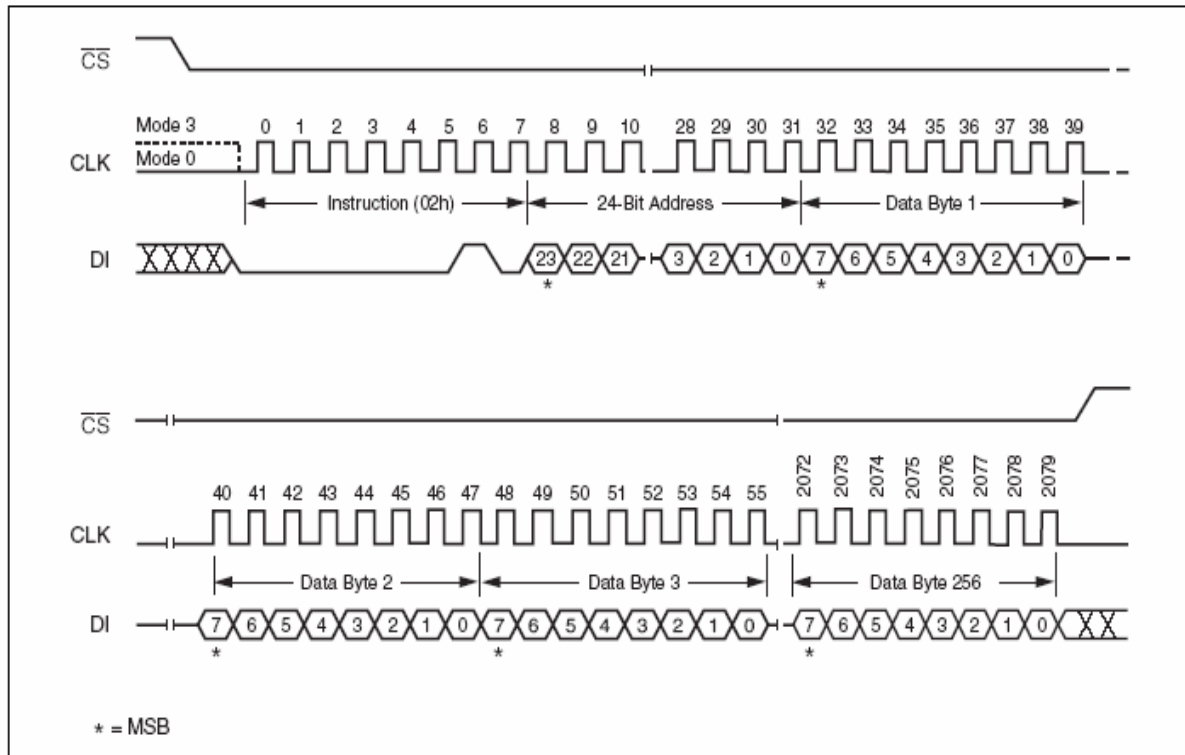 CS
Mode 3
0 1 2 3 4 5 6 7 8 9 10 28 29 30 31 32 33 34 35 36 37 38 39
CLK
Mode 0
Instruction (02h) 24-Bit Address Data Byte 1
DI 23 22 21 3 2 1 0 7 6 5 4 3 2 1 0
* *
CS
40 41 42 43 44 45 46 47 48 49 50 51 52 53 54 55 2072 2073 2074 2075 2076 2077 2078 2079
CLK
Data Byte 2 Data Byte 3 Data Byte 256
DI 7 6 5 4 3 2 1 0 7 6 5 4 3 2 1 0 7 6 5 4 3 2 1 0
* * *
* = MSB